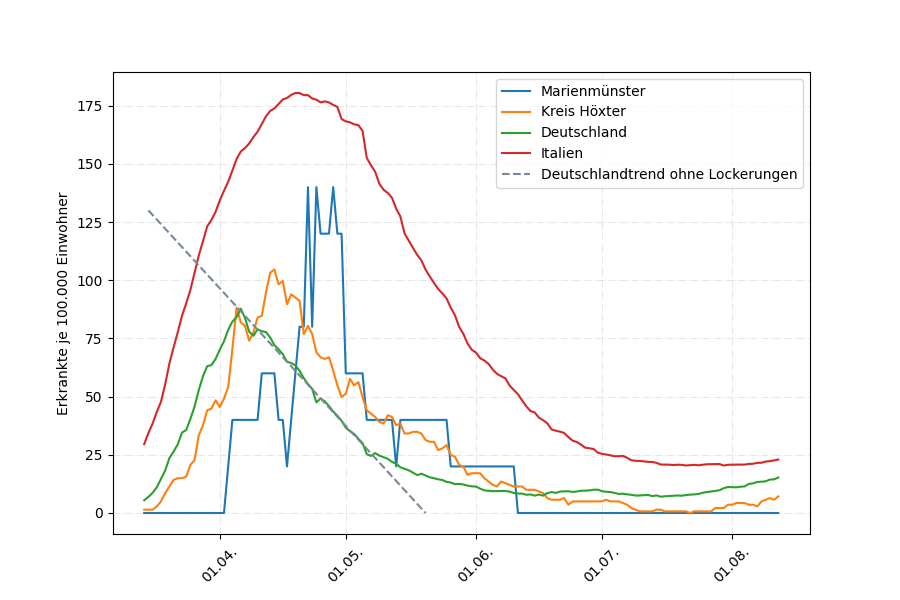 Erkrankte je 100.000 Einwohner
175
150
125
100
75
50
25
0
01.04.
01.05.
01.06.
01.07.
01.08.
Marienmünster
Kreis Höxter
Deutschland
Italien
Deutschlandtrend ohne Lockerungen